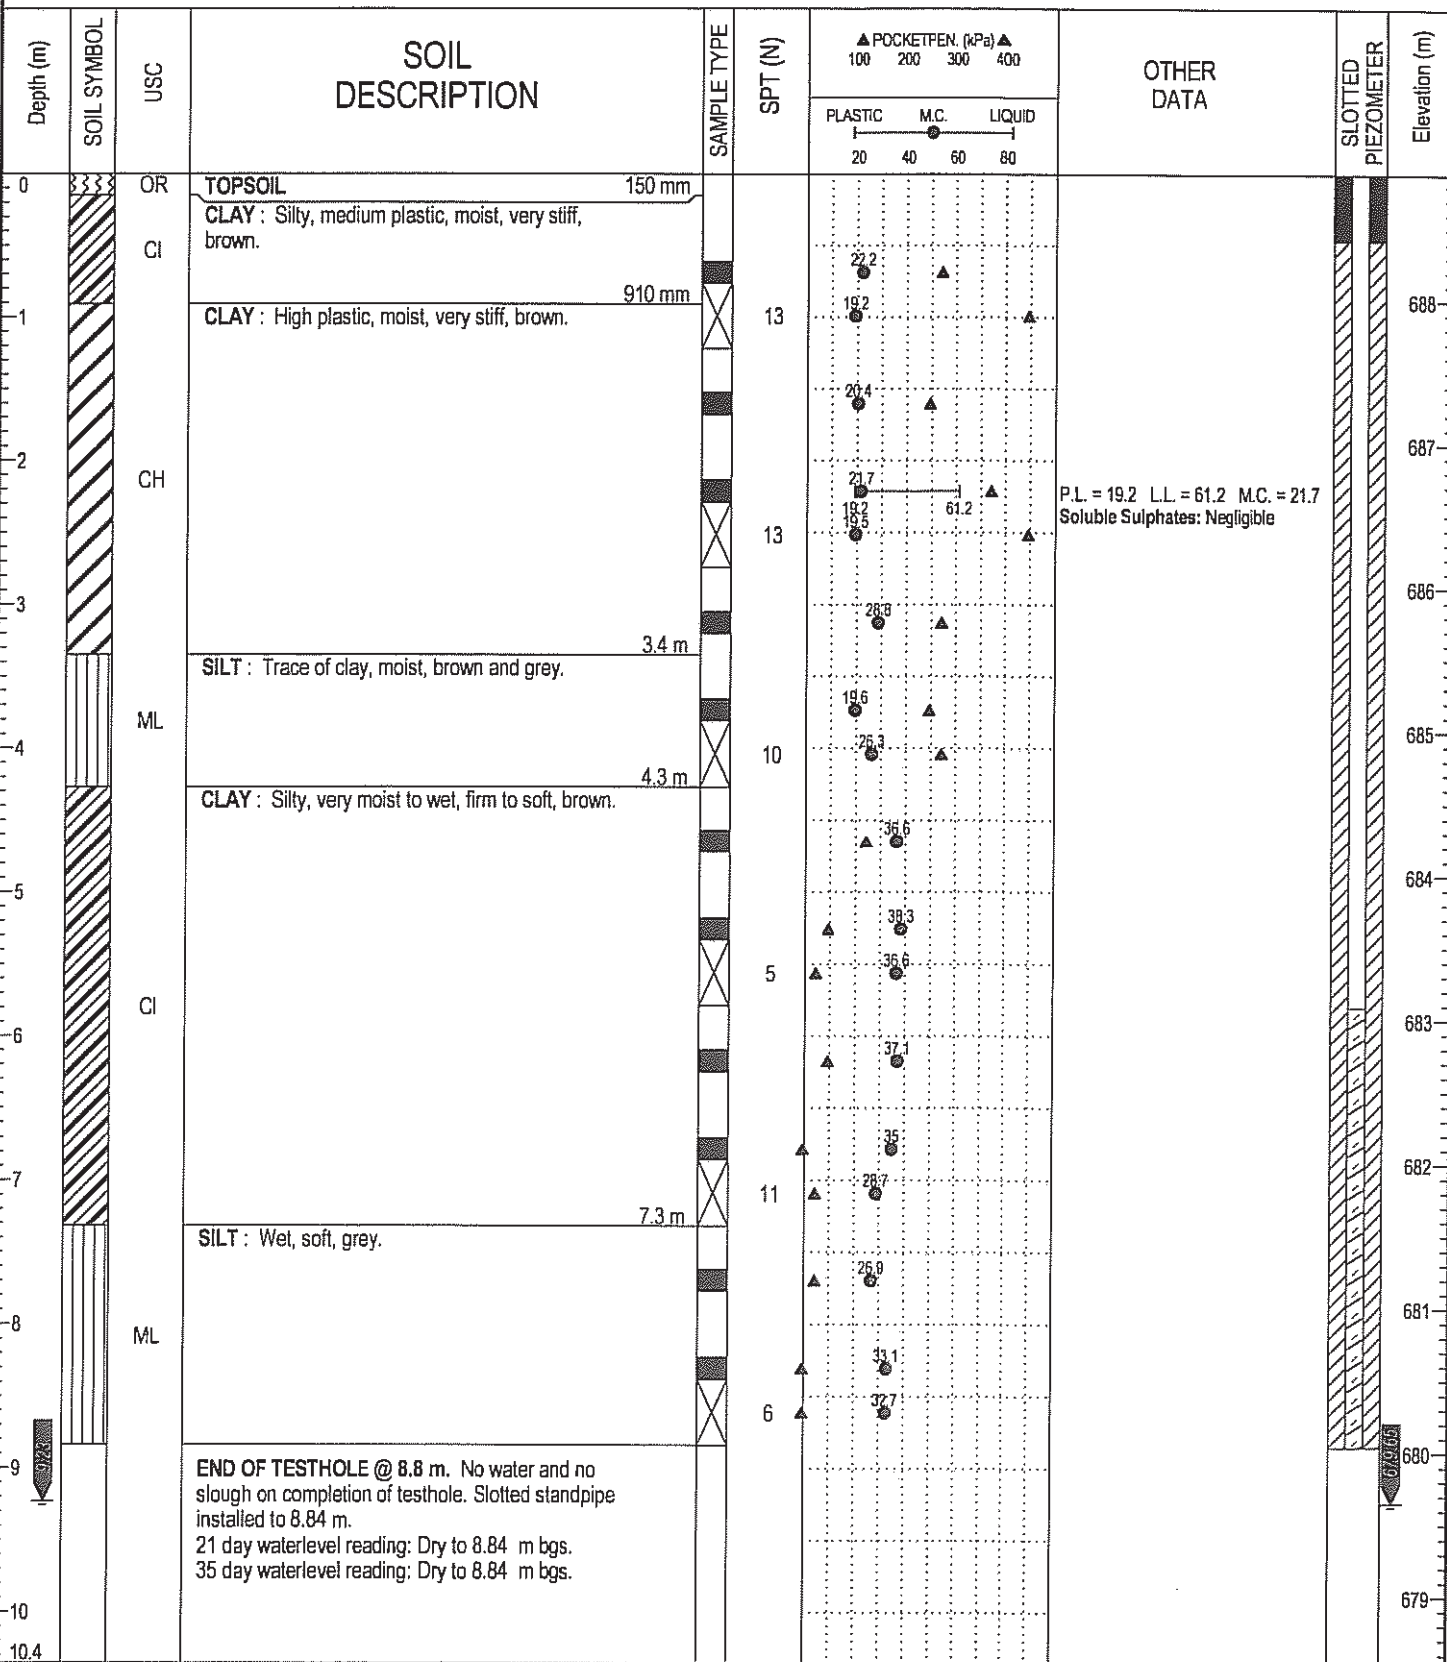 Depth (m)
SOIL SYMBOL
USC
SOIL
DESCRIPTION
SAMPLE TYPE
SPT (N)
▲ POCKETPEN. (kPa) ▲
100 200 300 400
PLASTIC M.C. LIQUID
20 40 60 80
OTHER
DATA
SLOTTED
PIEZOMETER
Elevation (m)
0
OR
TOPSOIL 150 mm
CLAY : Silty, medium plastic, moist, very stiff,
brown.
CI
22.2
910 mm
688
1
CLAY : High plastic, moist, very stiff, brown.
13
19.2
20.4
687
2
CH
21.7
19.2 61.2
P.L. = 19.2 L.L. = 61.2 M.C. = 21.7
Soluble Sulphates: Negligible
13
19.5
686
3
28.8
3.4 m
SILT : Trace of clay, moist, brown and grey.
19.6
ML
685
4
10
26.3
4.3 m
CLAY : Silty, very moist to wet, firm to soft, brown.
36.6
684
5
38.3
5
36.6
CI
683
6
37.1
35
682
7
11
28.7
7.3 m
SILT : Wet, soft, grey.
26.9
681
8
ML
33.1
6
32.7
680
9
9.23
679.65
END OF TESTHOLE @ 8.8 m. No water and no
slough on completion of testhole. Slotted standpipe
installed to 8.84 m.
21 day waterlevel reading: Dry to 8.84 m bgs.
35 day waterlevel reading: Dry to 8.84 m bgs.
679
10
10.4